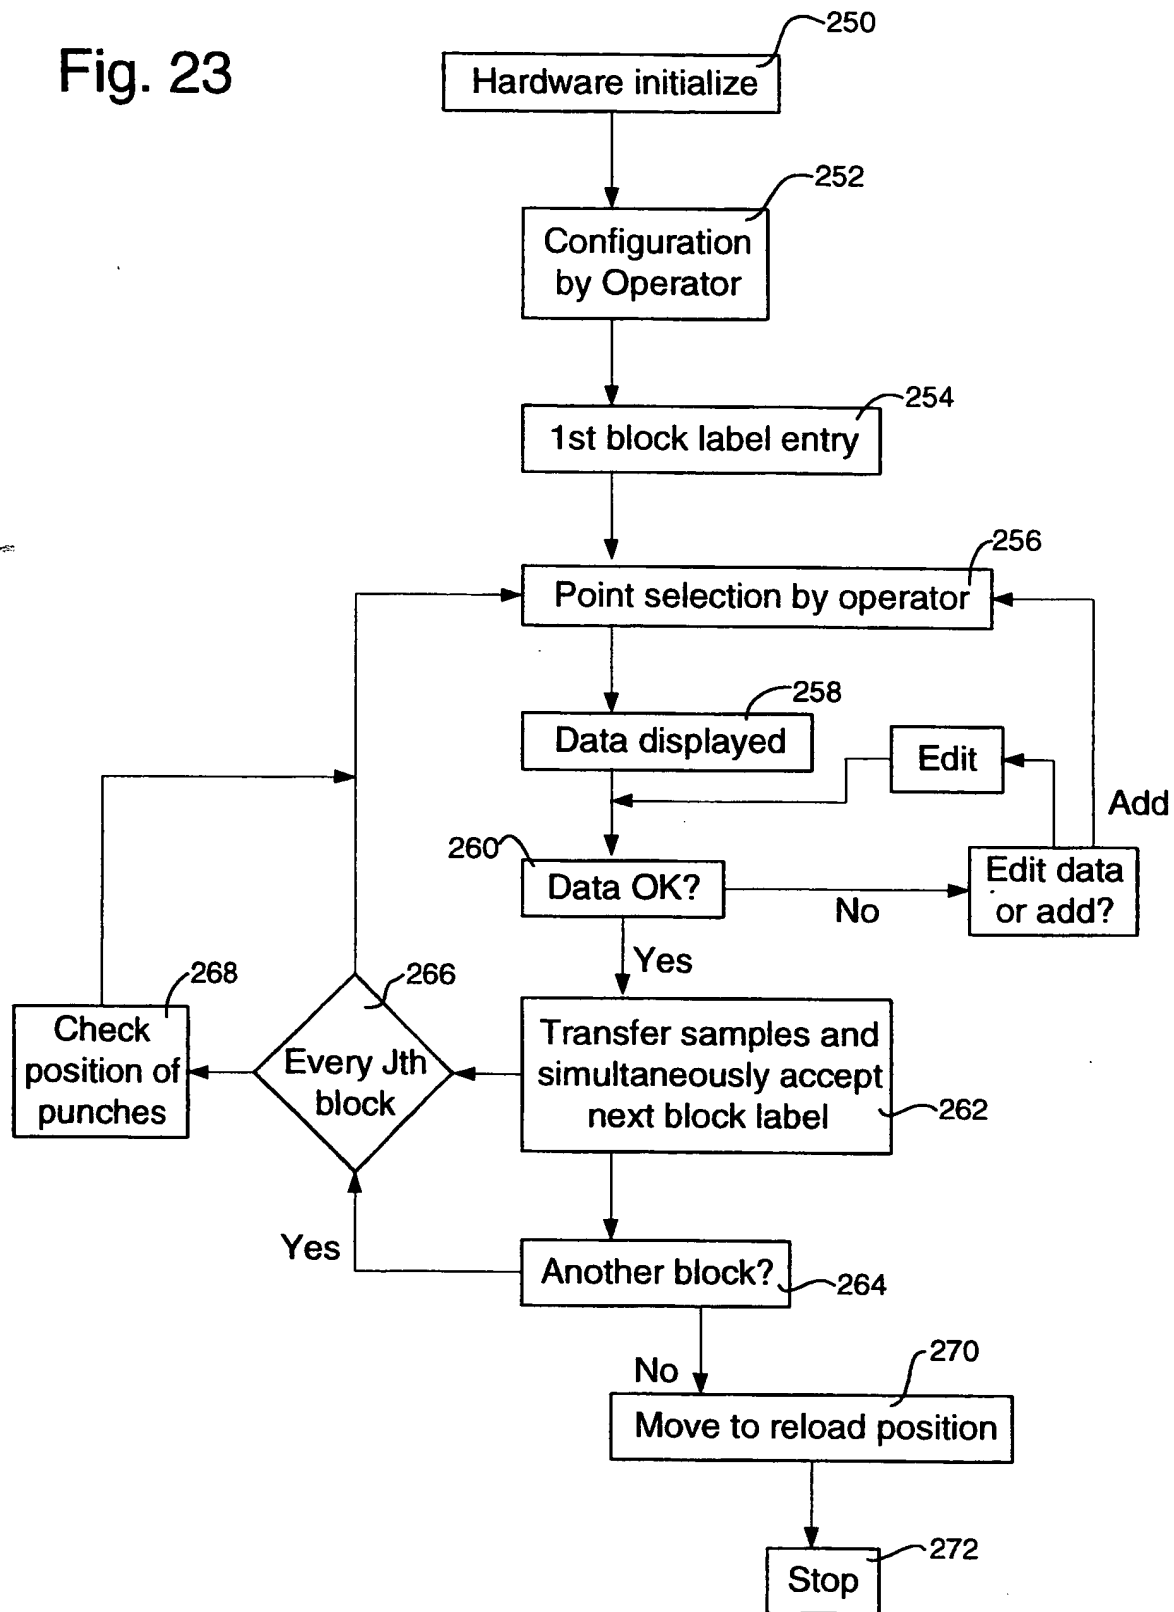 Fig. 23
250
Hardware initialize
252
Configuration
by Operator
254
1st block label entry
256
Point selection by operator
258
Data displayed
Edit
Add
260
Data OK?
No
Edit data
or add?
Yes
268
266
Check
position of
punches
Every Jth
block
Transfer samples and
simultaneously accept
next block label
262
Yes
Another block?
264
No
270
Move to reload position
272
Stop